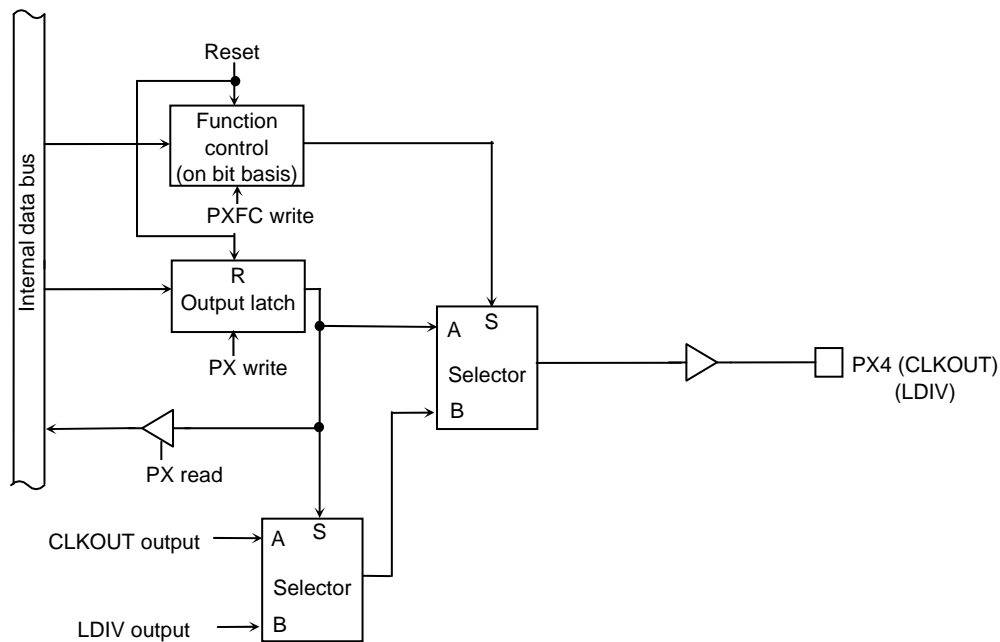 Reset
Function
control
(on bit basis)
PXFC write
Internal data bus
R
Output latch
PX write
A
S
Selector
B
PX4 (CLKOUT)
(LDIV)
PX read
CLKOUT output
A
S
Selector
LDIV output
B